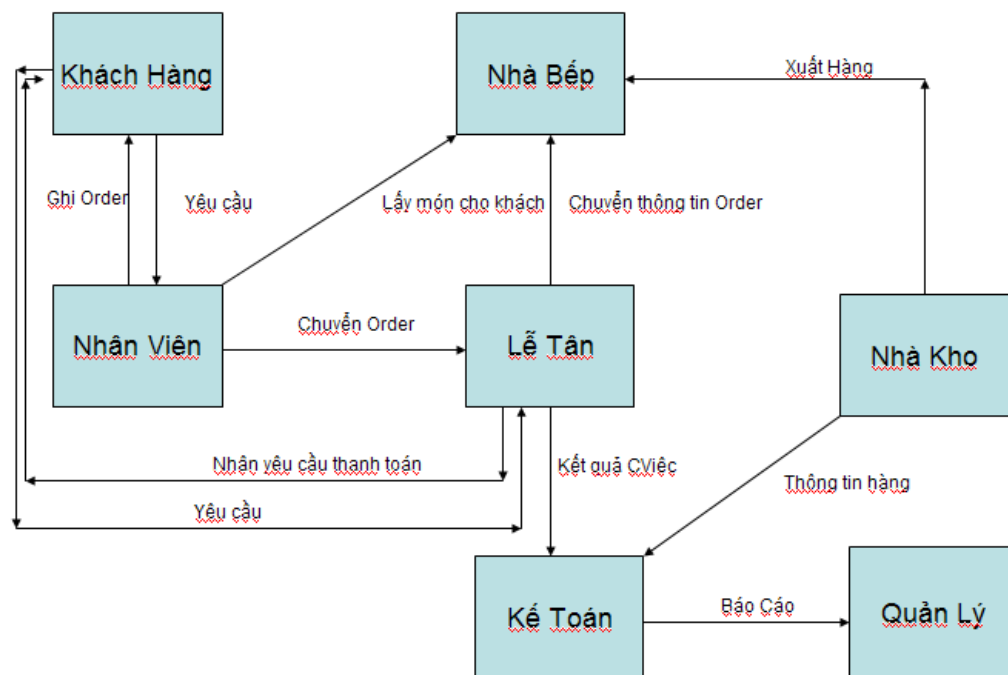 Khách Hàng
Nhà Bếp
Xuất Hàng
Ghi Order
Yêu cầu
Lấy món cho khách
Chuyển thông tin Order
Nhân Viên
Chuyển Order
Lễ Tân
Nhà Kho
Nhân yêu cầu thanh toán
Kết quả CViệc
Thông tin hàng
Yêu cầu
Kế Toán
Báo Cáo
Quản Lý